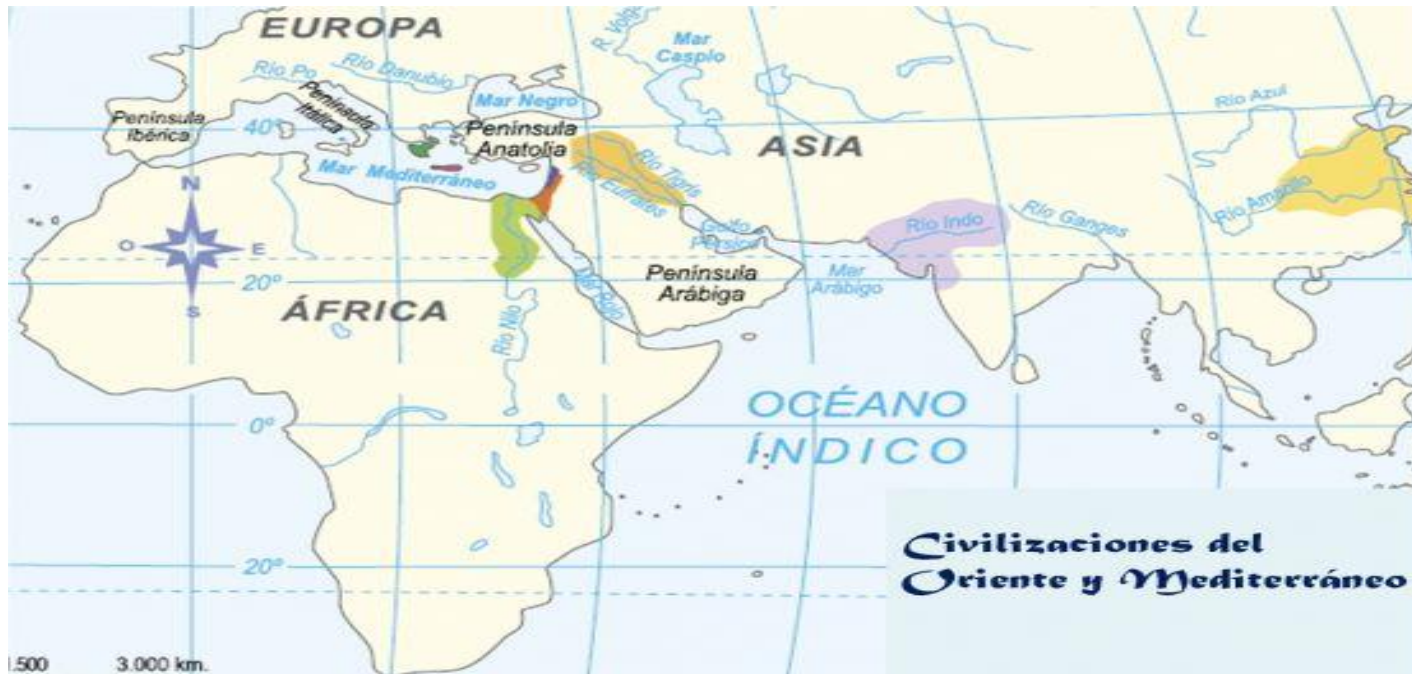 EUROPA
R. Volga
Mar
Caspio
Río Po
Río Danubio
Mar Negro
Río Azul
Península
Ibérica
Península
Itálica
40º
Península
Anatolia
ASIA
Mar Mediterráneo
Río Tigris
Río Eufrates
N
O
E
S
Golfo
Pérsico
Río Indo
Río Ganges
Río Amarillo
20º
Península
Arábiga
Mar
Arábigo
Mar Rojo
ÁFRICA
Río Nilo
OCÉANO
ÍNDICO
0º
20º
Civilizaciones del
Oriente y Mediterráneo
1.500
3.000 km.